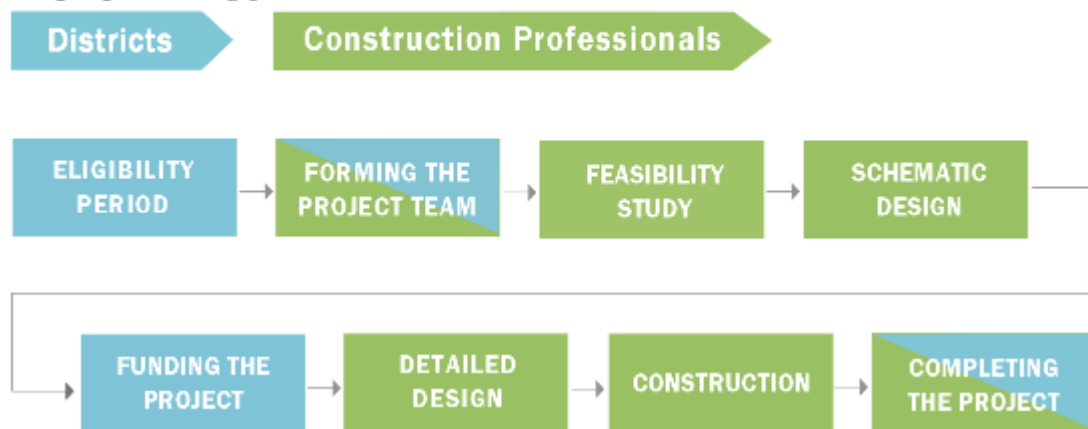 Districts
Construction Professionals
ELIGIBILITY
PERIOD
FORMING THE
PROJECT TEAM
FEASIBILITY
STUDY
SCHEMATIC
DESIGN
FUNDING THE
PROJECT
DETAILED
DESIGN
CONSTRUCTION
COMPLETING
THE PROJECT